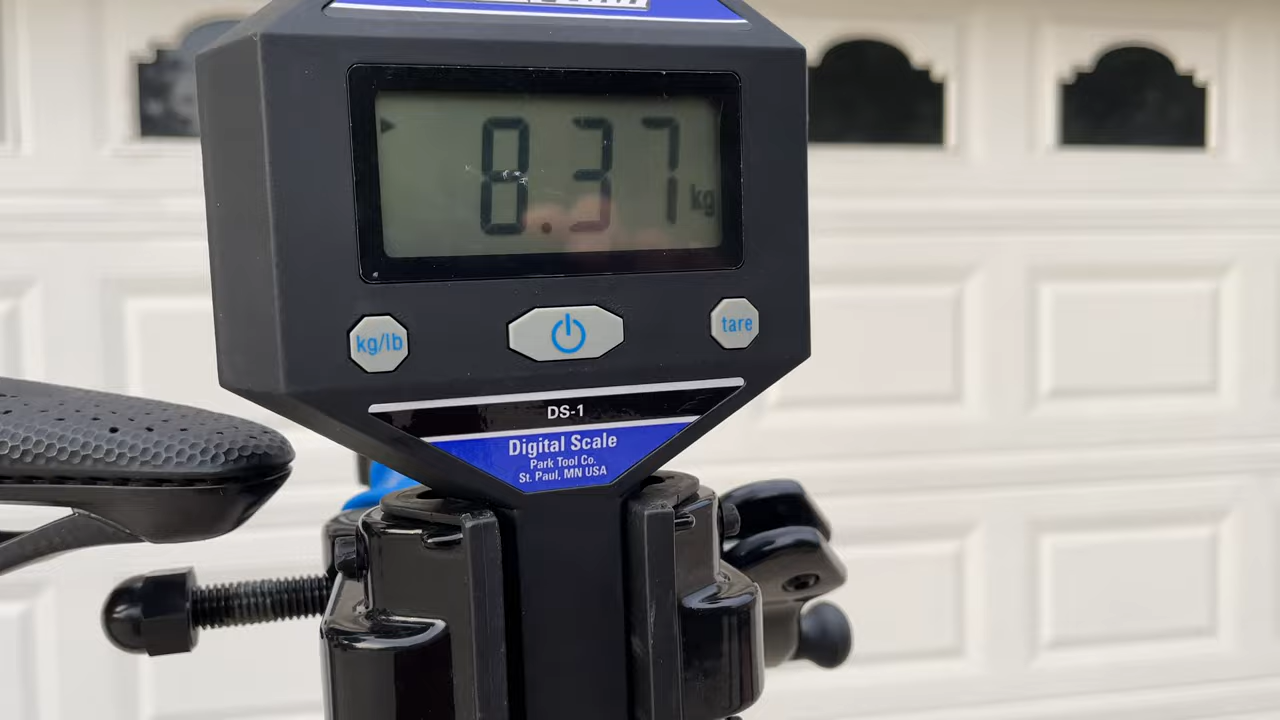 8.37 kg
kg/lb
tare
DS-1
Digital Scale
Park Tool Co.
St. Paul, MN USA